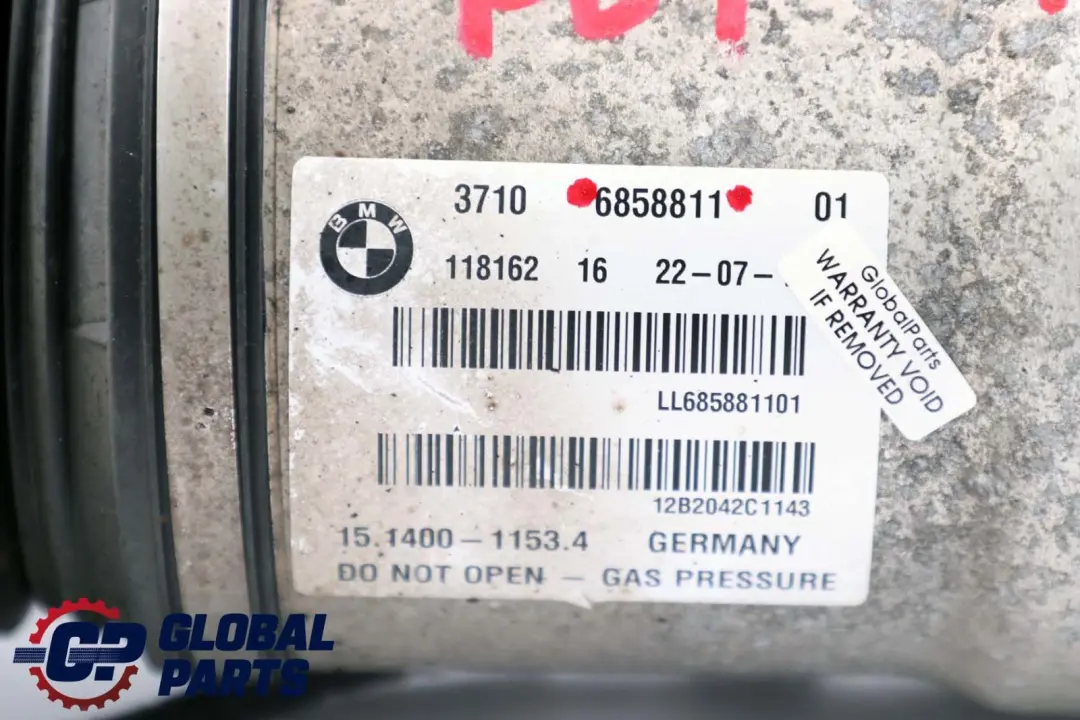 3710 6858811 01
BMW
118162 16 22-07-
GlobalParts
WARRANTY VOID
IF REMOVED
LL685881101
12B2042C1143
15.1400-1153.4 GERMANY
DO NOT OPEN - GAS PRESSURE
GP GLOBAL
PARTS